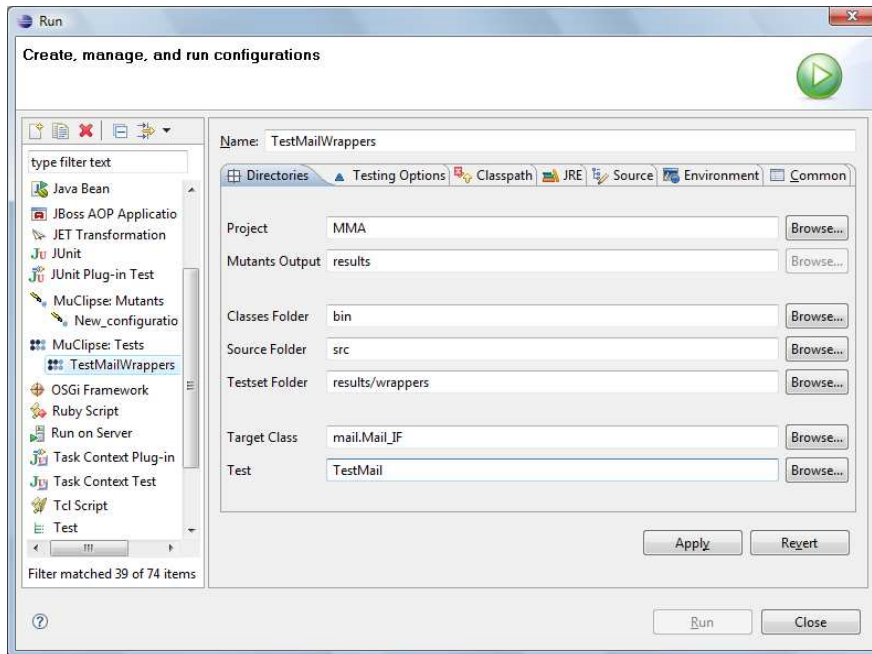 Run
Create, manage, and run configurations
type filter text
Java Bean
JBoss AOP Applicatio
JET Transformation
JUnit
JUnit Plug-in Test
MuClipse: Mutants
New_configuratio
MuClipse: Tests
TestMailWrappers
OSGi Framework
Ruby Script
Run on Server
Task Context Plug-in
Task Context Test
Tcl Script
Test
Filter matched 39 of 74 items
Name: TestMailWrappers
Directories Testing Options Classpath JRE Source Environment Common
Project MMA Browse...
Mutants Output results Browse...
Classes Folder bin Browse...
Source Folder src Browse...
Testset Folder results/wrappers Browse...
Target Class mail.Mail_IF Browse...
Test TestMail Browse...
Apply Revert
Run Close